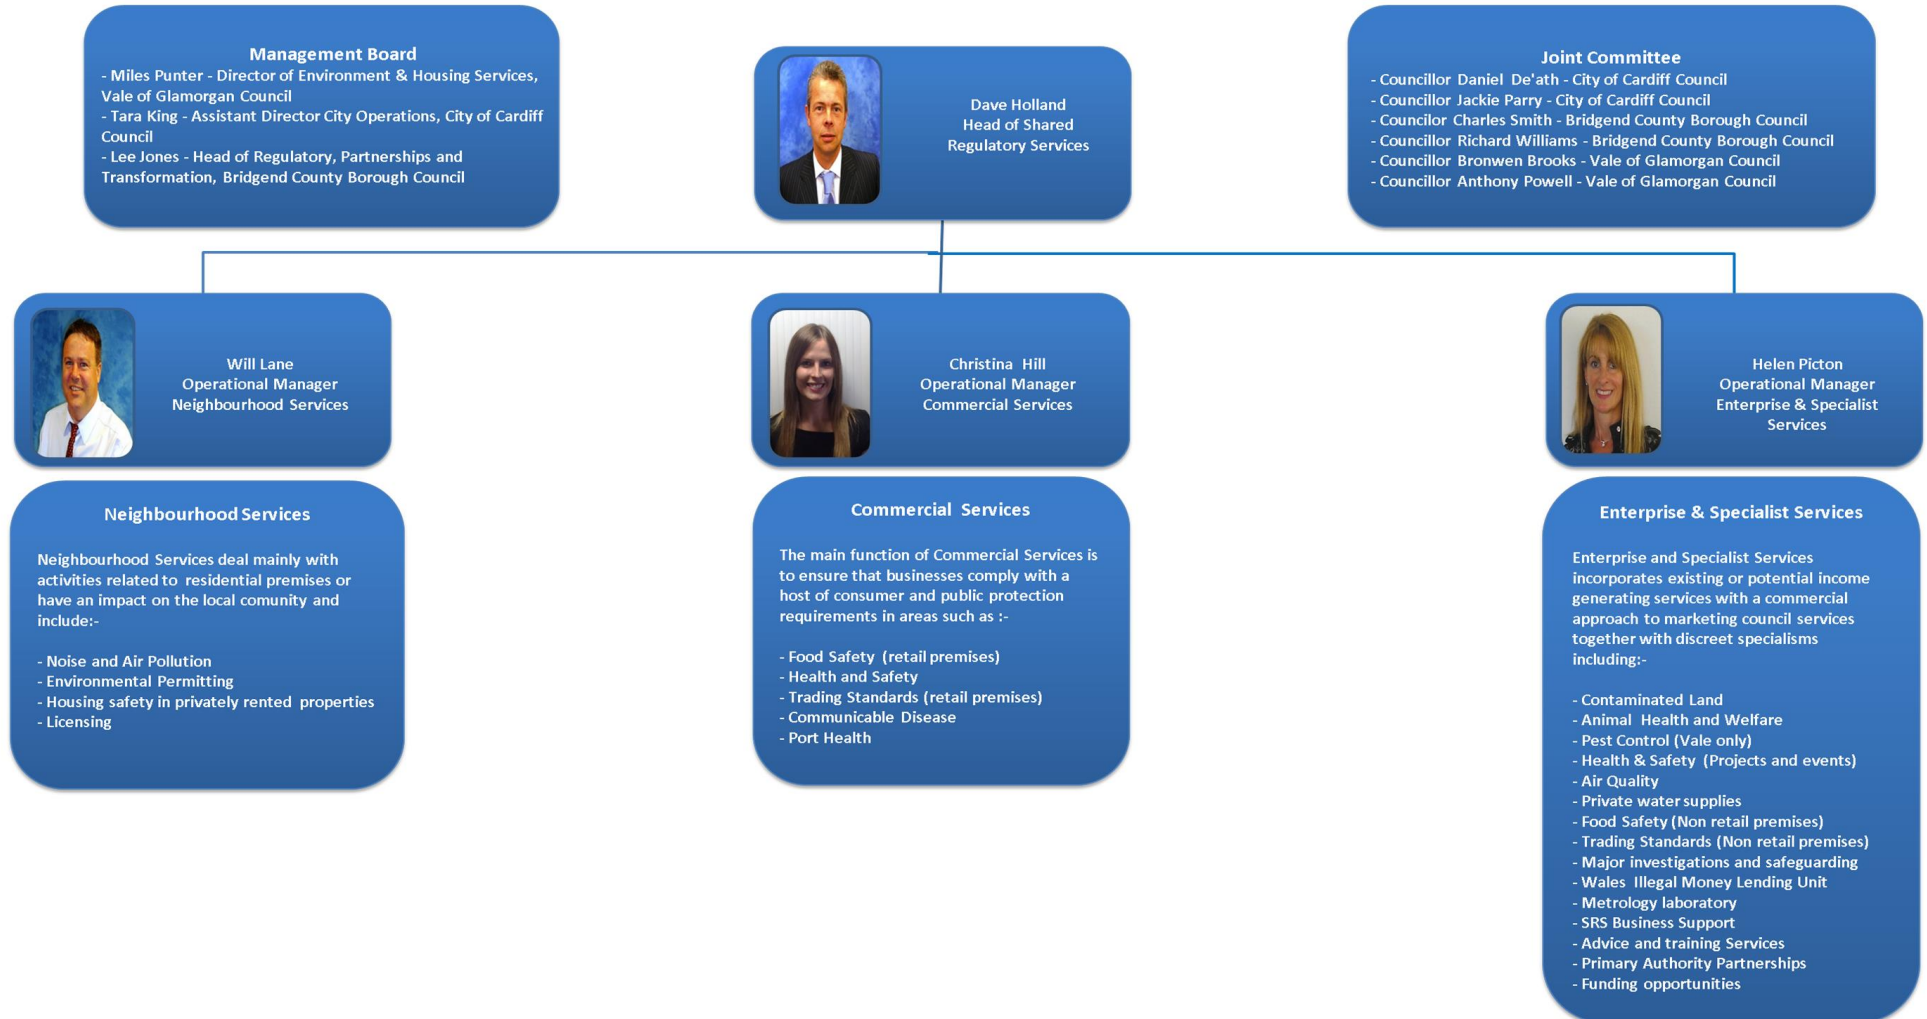 Management Board
- Miles Punter - Director of Environment & Housing Services,
Vale of Glamorgan Council
- Tara King - Assistant Director City Operations, City of Cardiff
Council
- Lee Jones - Head of Regulatory, Partnerships and
Transformation, Bridgend County Borough Council
Dave Holland
Head of Shared
Regulatory Services
Joint Committee
- Councillor Daniel  De'ath - City of Cardiff Council
- Councillor Jackie Parry - City of Cardiff Council
- Councilor Charles Smith - Bridgend County Borough Council
- Councillor Richard Williams - Bridgend County Borough Council
- Councillor Bronwen Brooks - Vale of Glamorgan Council
- Councillor Anthony Powell - Vale of Glamorgan Council
Will Lane
Operational Manager
Neighbourhood Services
Christina  Hill
Operational Manager
Commercial Services
Helen Picton
Operational Manager
Enterprise & Specialist
Services
Neighbourhood Services
Neighbourhood Services deal mainly with
activities related to  residential premises or
have an impact on the local comunity and
include:-
- Noise and Air Pollution
- Environmental Permitting
- Housing safety in privately rented  properties
- Licensing
Commercial  Services
The main function of Commercial Services is
to ensure that businesses comply with a
host of consumer and public protection
requirements in areas such as :-
- Food Safety  (retail premises)
- Health and Safety
- Trading Standards (retail premises)
- Communicable Disease
- Port Health
Enterprise & Specialist Services
Enterprise and Specialist Services
incorporates existing or potential income
generating services with a commercial
approach to marketing council services
together with discreet specialisms
including:-
- Contaminated Land
- Animal  Health and Welfare
- Pest Control (Vale only)
- Health & Safety  (Projects and events)
- Air Quality
- Private water supplies
- Food Safety (Non retail premises)
- Trading Standards (Non retail premises)
- Major investigations and safeguarding
- Wales  Illegal Money Lending Unit
- Metrology laboratory
- SRS Business Support
- Advice and training Services
- Primary Authority Partnerships
- Funding opportunities